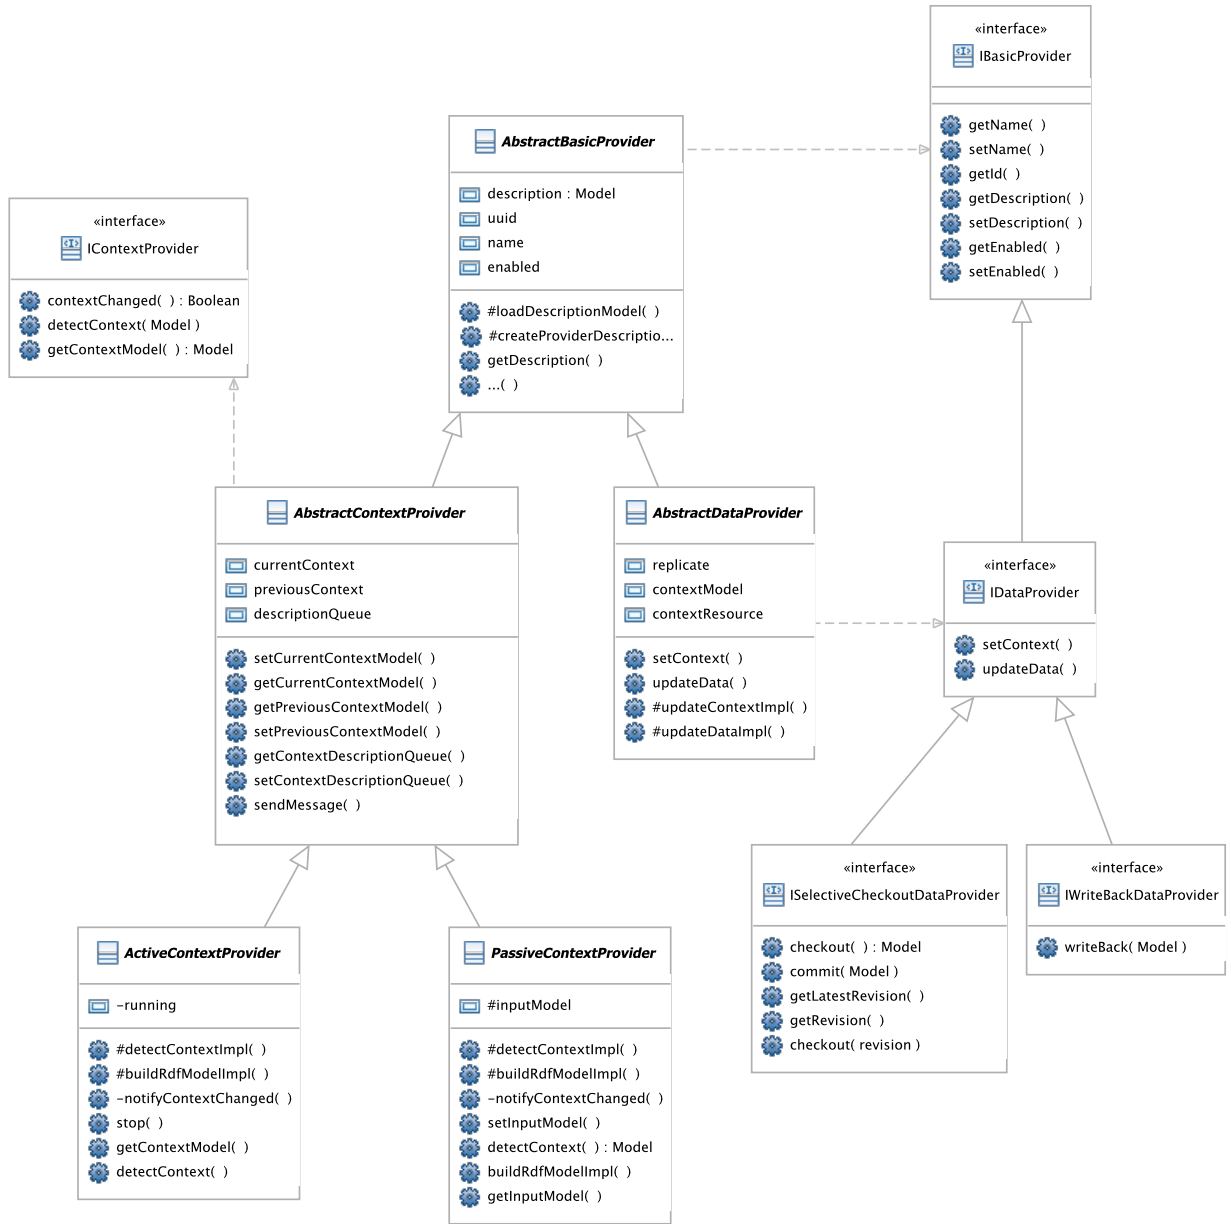 «interface»
IBasicProvider
getName(  )
setName(  )
getId(  )
getDescription(  )
setDescription(  )
getEnabled(  )
setEnabled(  )
AbstractBasicProvider
description : Model
uuid
name
enabled
#loadDescriptionModel(  )
#createProviderDescriptio...
getDescription(  )
...(  )
«interface»
IContextProvider
contextChanged(  ) : Boolean
detectContext( Model )
getContextModel(  ) : Model
AbstractContextProivder
currentContext
previousContext
descriptionQueue
setCurrentContextModel(  )
getCurrentContextModel(  )
getPreviousContextModel(  )
setPreviousContextModel(  )
getContextDescriptionQueue(  )
setContextDescriptionQueue(  )
sendMessage(  )
AbstractDataProvider
replicate
contextModel
contextResource
setContext(  )
updateData(  )
#updateContextImpl(  )
#updateDataImpl(  )
«interface»
IDataProvider
setContext(  )
updateData(  )
«interface»
ISelectiveCheckoutDataProvider
checkout(  ) : Model
commit( Model )
getLatestRevision(  )
getRevision(  )
checkout( revision )
«interface»
IWriteBackDataProvider
writeBack( Model )
ActiveContextProvider
-running
#detectContextImpl(  )
#buildRdfModelImpl(  )
-notifyContextChanged(  )
stop(  )
getContextModel(  )
detectContext(  )
PassiveContextProvider
#inputModel
#detectContextImpl(  )
#buildRdfModelImpl(  )
-notifyContextChanged(  )
setInputModel(  )
detectContext(  ) : Model
buildRdfModelImpl(  )
getInputModel(  )